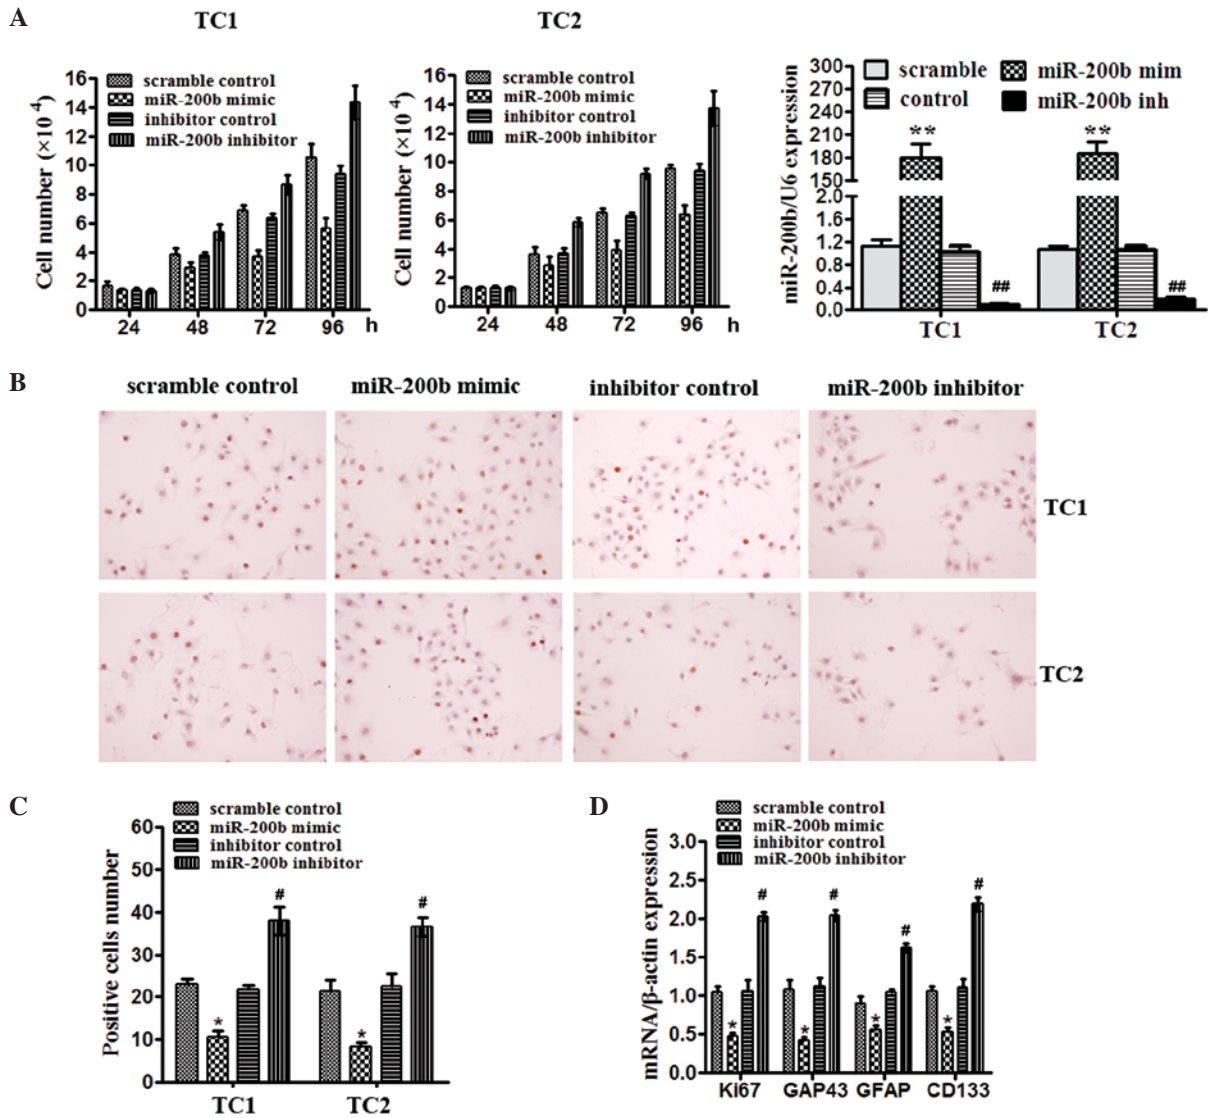 A
TC1
TC2
Cell number (×10⁻⁴)
16
14
12
10
8
6
4
2
0
scramble control
miR-200b mimic
inhibitor control
miR-200b inhibitor
24 48 72 96 h
Cell number (×10⁻⁴)
16
14
12
10
8
6
4
2
0
scramble control
miR-200b mimic
inhibitor control
miR-200b inhibitor
24 48 72 96 h
miR-200b/U6 expression
300
270
240
210
180
150
2.0
1.6
1.2
0.8
0.4
0.0
scramble
control
miR-200b mim
miR-200b inh
** **
## ##
TC1 TC2
B
scramble control miR-200b mimic inhibitor control miR-200b inhibitor
TC1
TC2
C
Positive cells number
60
50
40
30
20
10
0
scramble control
miR-200b mimic
inhibitor control
miR-200b inhibitor
# #
* *
TC1 TC2
D
mRNA/β-actin expression
3.0
2.5
2.0
1.5
1.0
0.5
0.0
scramble control
miR-200b mimic
inhibitor control
miR-200b inhibitor
# # # #
* * * *
Ki67 GAP43 GFAP CD133